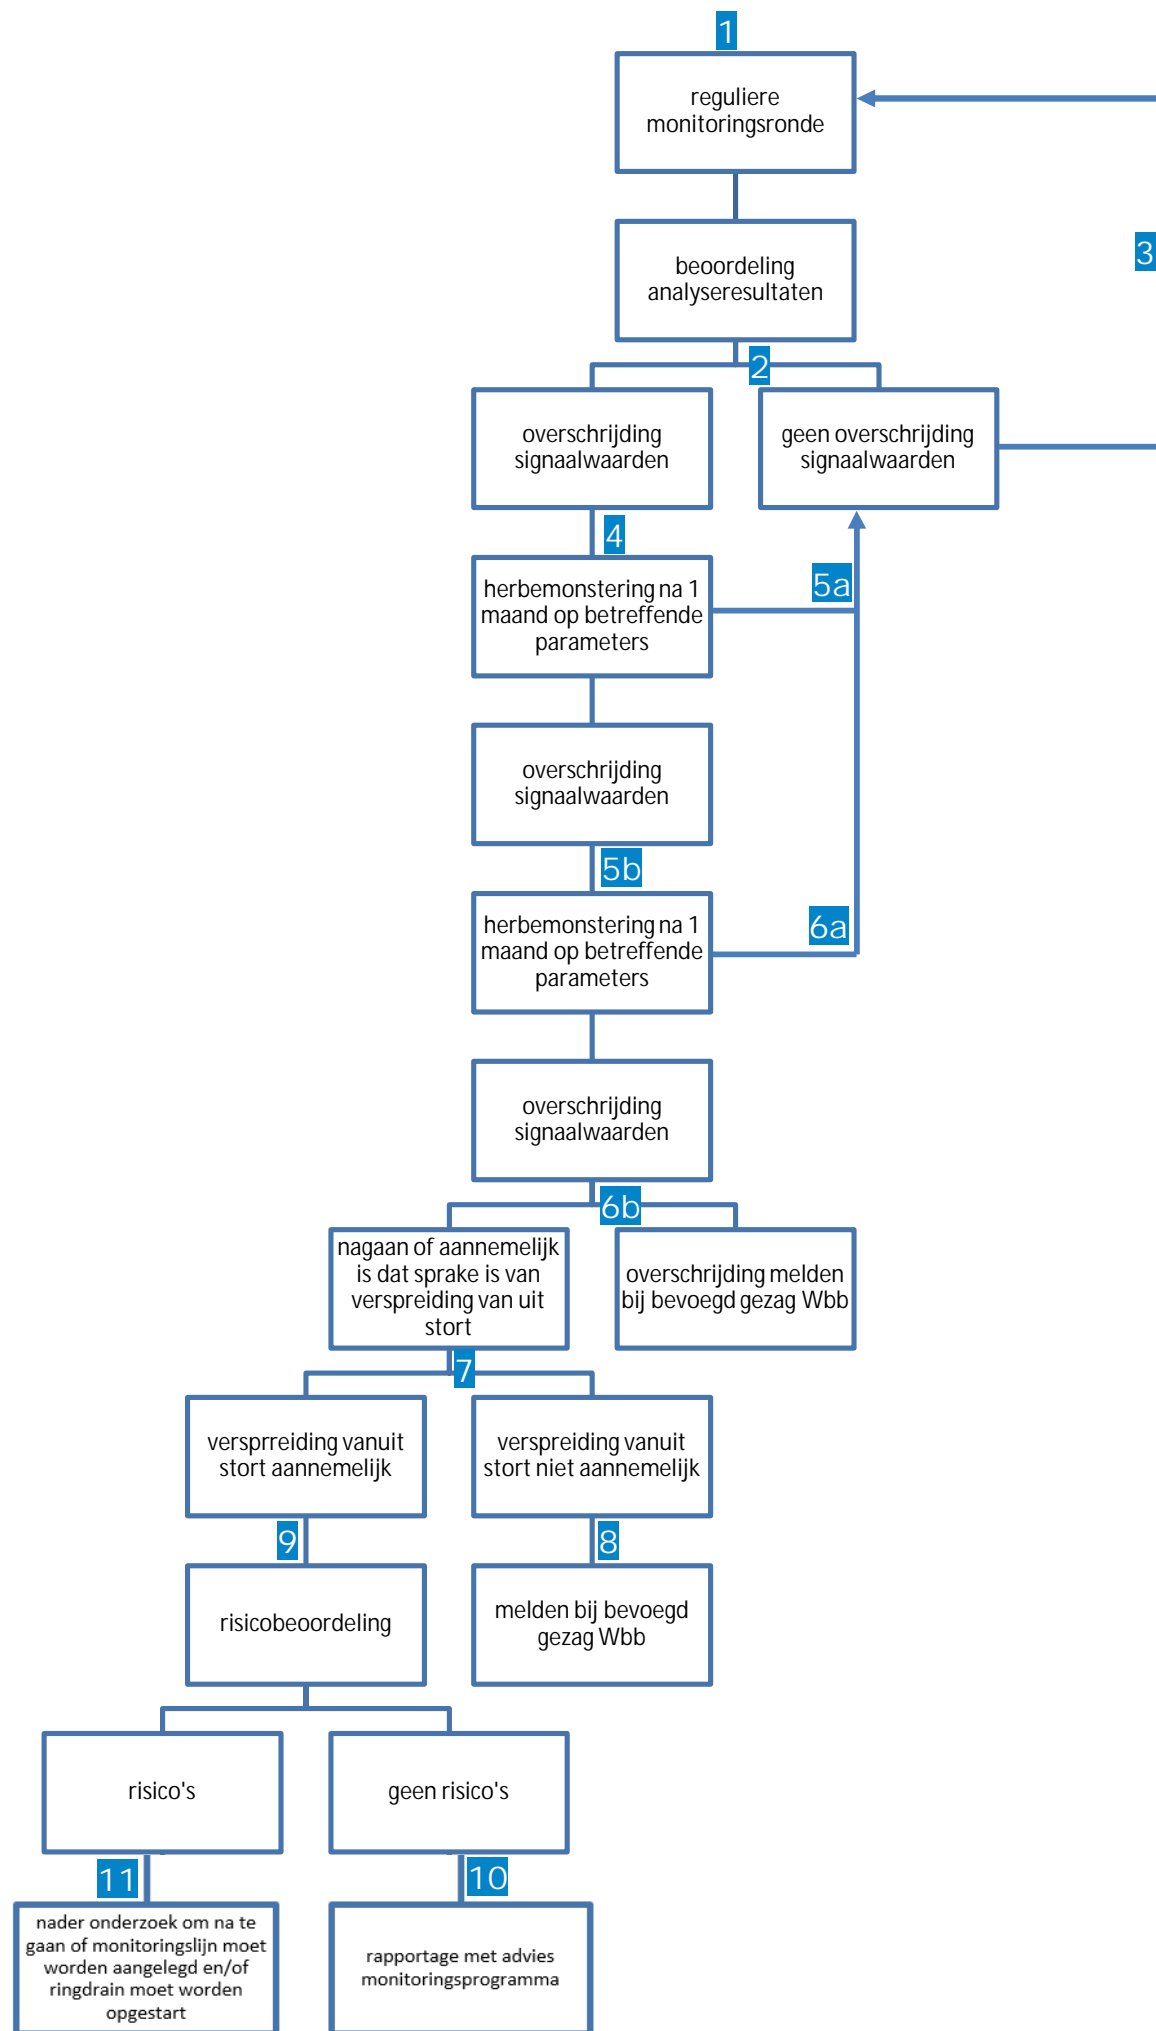 1
reguliere
monitoringsronde
3
beoordeling
analyseresultaten
2
overschrijding
signaalwaarden
geen overschrijding
signaalwaarden
4
herbemonstering na 1
maand op betreffende
parameters
5a
overschrijding
signaalwaarden
5b
herbemonstering na 1
maand op betreffende
parameters
6a
overschrijding
signaalwaarden
6b
nagaan of aannemelijk
is dat sprake is van
verspreiding van uit
stort
overschrijding melden
bij bevoegd gezag Wbb
7
versprreiding vanuit
stort aannemelijk
verspreiding vanuit
stort niet aannemelijk
9
8
risicobeoordeling
melden bij bevoegd
gezag Wbb
risico's
geen risico's
11
10
nader onderzoek om na te
gaan of monitoringslijn moet
worden aangelegd en/of
ringdrain moet worden
opgestart
rapportage met advies
monitoringsprogramma